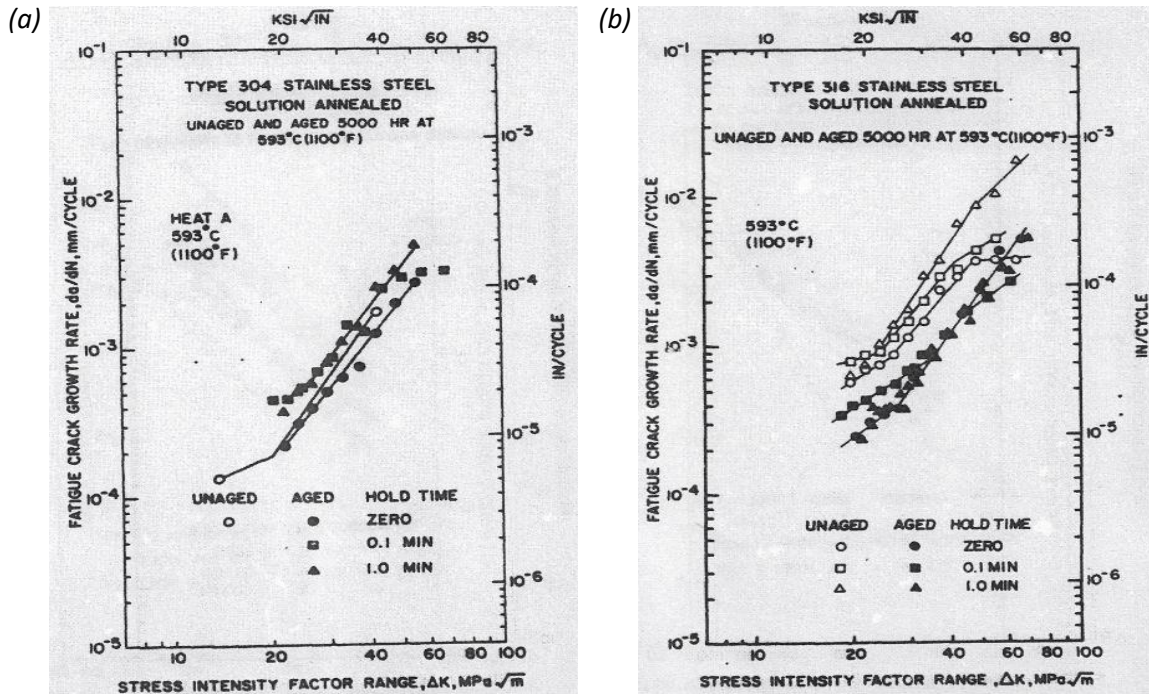 (a)
KSI √IN
10 20 40 60 80
10⁻¹
TYPE 304 STAINLESS STEEL
SOLUTION ANNEALED
UNAGED AND AGED 5000 HR AT
593°C(1100°F)
10⁻³
10⁻²
HEAT A
593°C
(1100°F)
10⁻⁴
10⁻³
10⁻⁵
10⁻⁴
UNAGED AGED HOLD TIME
ZERO
0.1 MIN
1.0 MIN
10⁻⁶
10⁻⁵
10 20 40 60 100
FATIGUE CRACK GROWTH RATE, da/dN, mm/CYCLE
IN/CYCLE
STRESS INTENSITY FACTOR RANGE, ΔK, MPa √m
(b)
KSI √IN
10 20 40 60 80
10⁻¹
TYPE 316 STAINLESS STEEL
SOLUTION ANNEALED
UNAGED AND AGED 5000 HR AT 593°C(1100°F)
10⁻³
10⁻²
593°C
(1100°F)
10⁻⁴
10⁻³
10⁻⁵
10⁻⁴
UNAGED AGED HOLD TIME
ZERO
0.1 MIN
1.0 MIN
10⁻⁶
10⁻⁵
10 20 40 60 80 100
FATIGUE CRACK GROWTH RATE, da/dN, mm/CYCLE
IN/CYCLE
STRESS INTENSITY FACTOR RANGE, ΔK, MPa √m